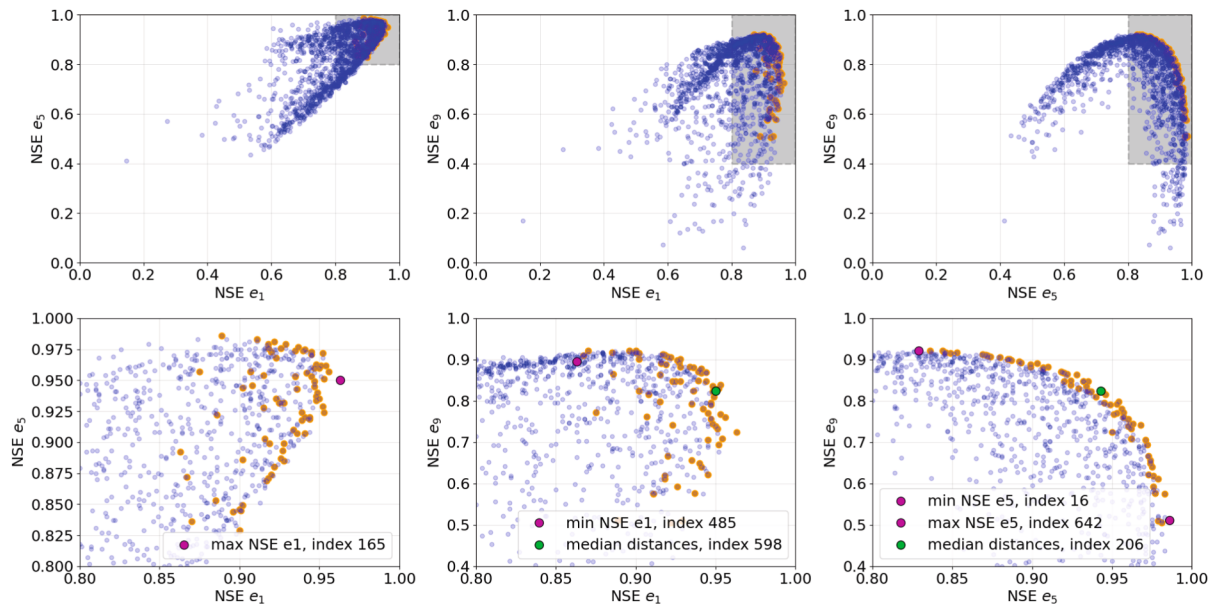 1.0
0.8
0.6
0.4
0.2
0.0
NSE e5
0.0 0.2 0.4 0.6 0.8 1.0
NSE e1
1.0
0.8
0.6
0.4
0.2
0.0
NSE e9
0.0 0.2 0.4 0.6 0.8 1.0
NSE e1
1.0
0.8
0.6
0.4
0.2
0.0
NSE e9
0.0 0.2 0.4 0.6 0.8 1.0
NSE e5
1.000
0.975
0.950
0.925
0.900
0.875
0.850
0.825
0.800
NSE e5
max NSE e1, index 165
0.80 0.85 0.90 0.95 1.00
NSE e1
1.0
0.9
0.8
0.7
0.6
0.5
0.4
NSE e9
min NSE e1, index 485
median distances, index 598
0.80 0.85 0.90 0.95 1.00
NSE e1
1.0
0.9
0.8
0.7
0.6
0.5
0.4
NSE e9
min NSE e5, index 16
max NSE e5, index 642
median distances, index 206
0.80 0.85 0.90 0.95 1.00
NSE e5